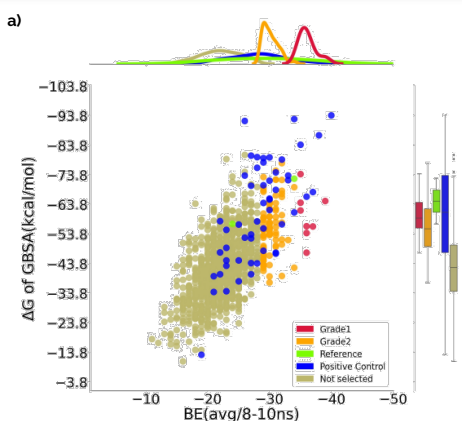 a)
−103.8
−93.8
−83.8
−73.8
−63.8
−53.8
−43.8
−33.8
−23.8
−13.8
−3.8
ΔG of GBSA(kcal/mol)
Grade1
Grade2
Reference
Positive Control
Not selected
−10 −20 −30 −40 −50
BE(avg/8-10ns)